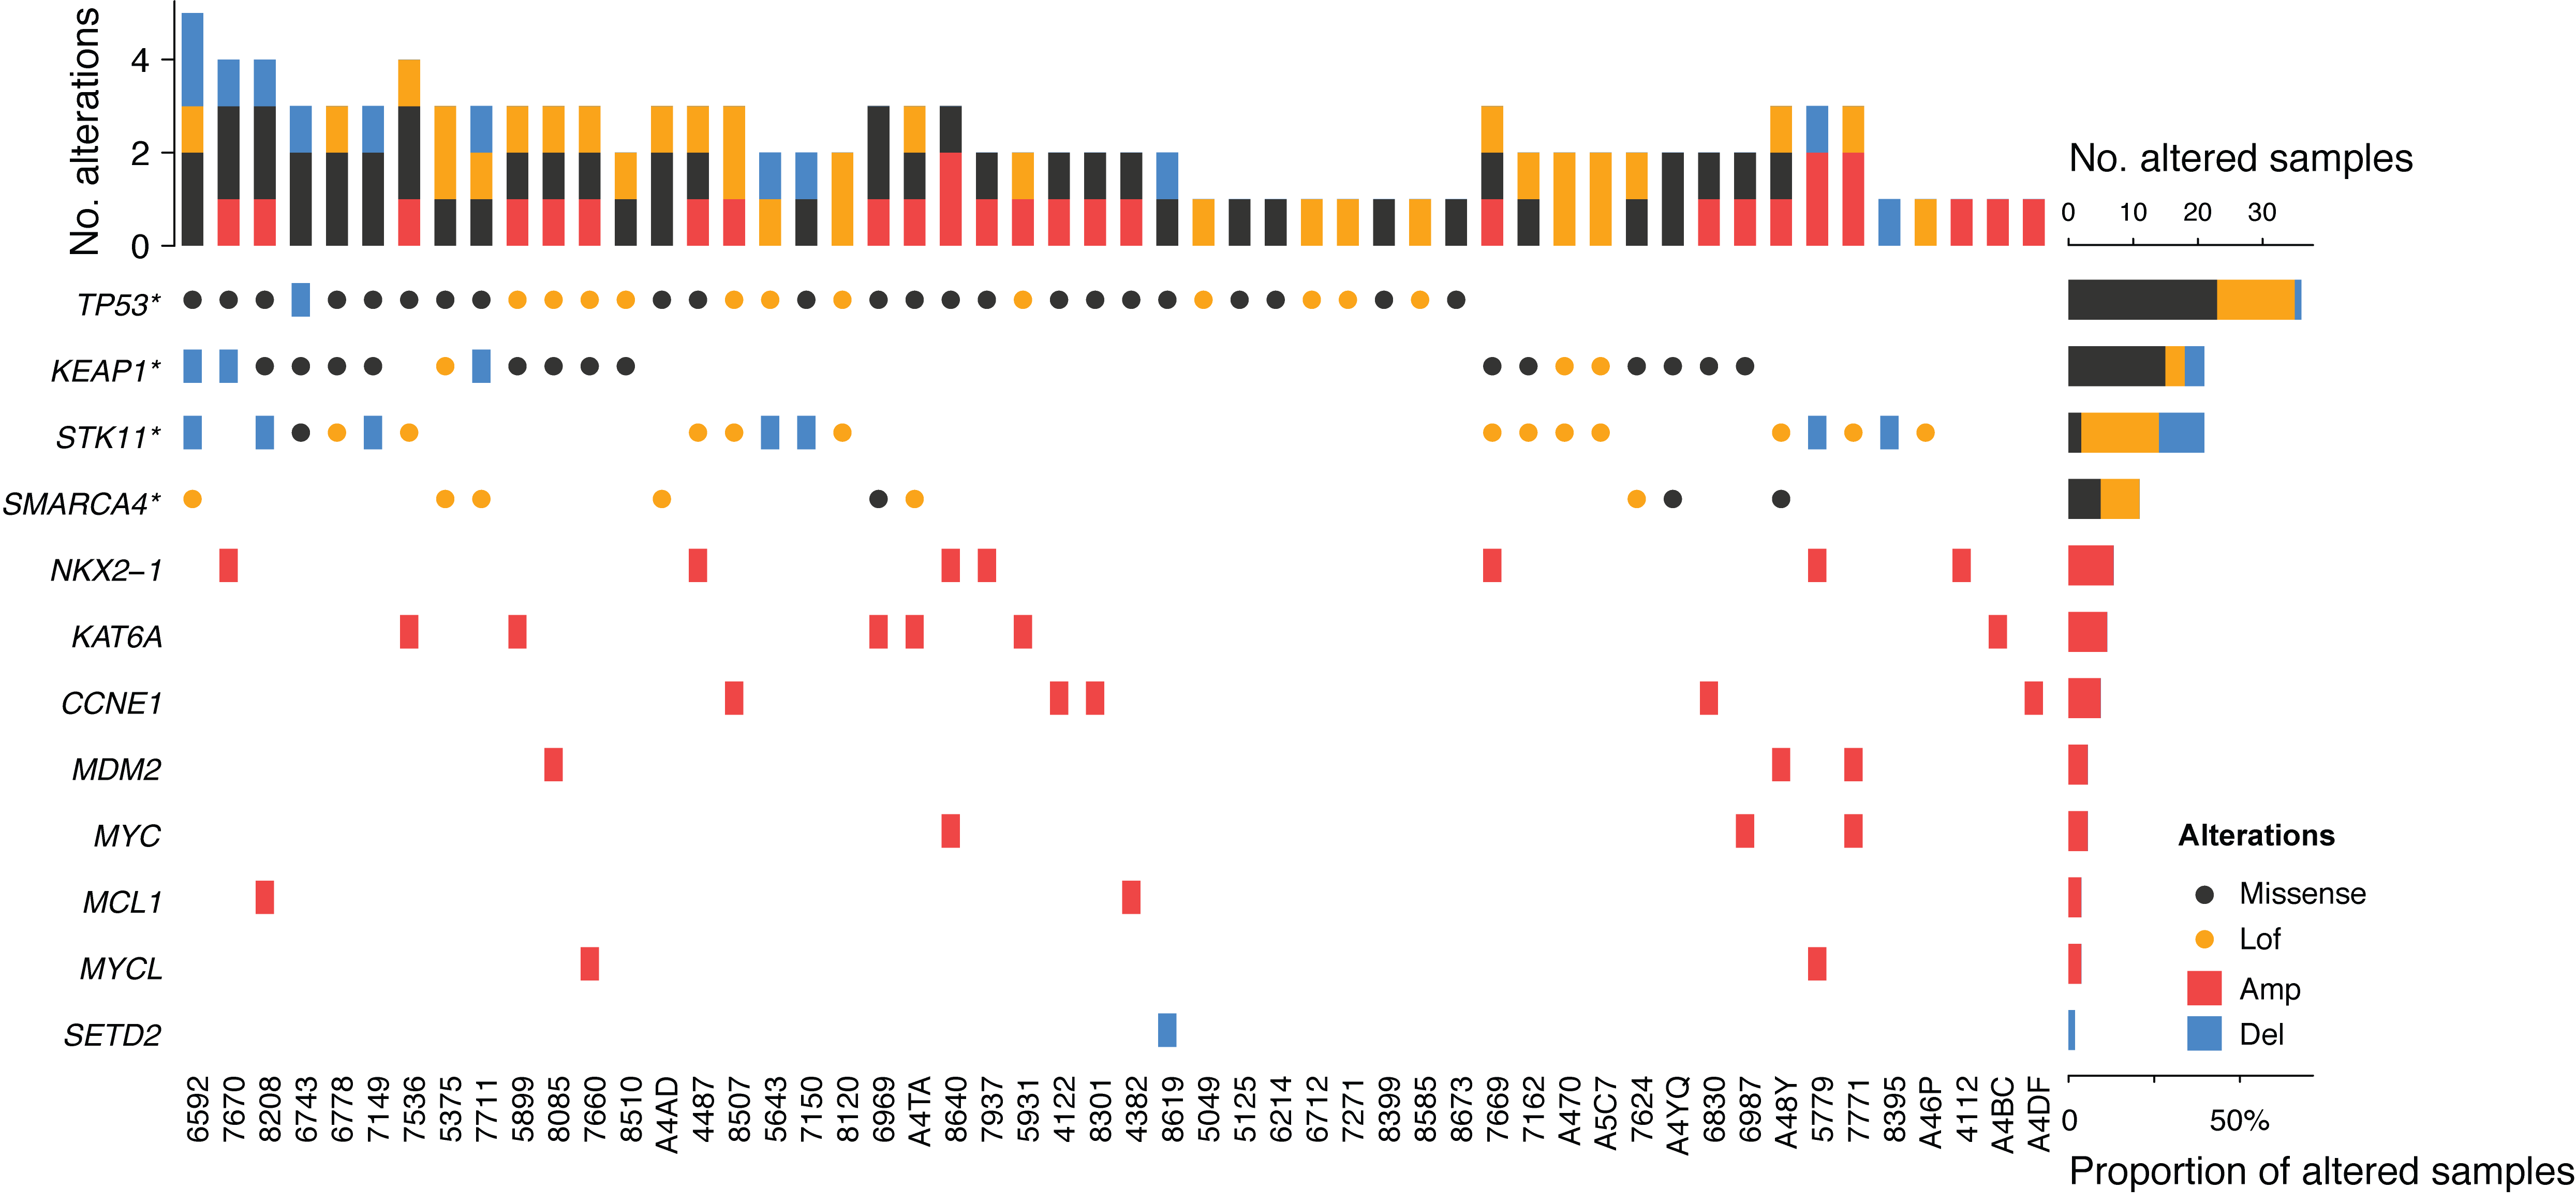 No. alterations
4
2
0
No. altered samples
0 10 20 30
TP53*
KEAP1*
STK11*
SMARCA4*
NKX2−1
KAT6A
CCNE1
MDM2
MYC
MCL1
MYCL
SETD2
Alterations
Missense
Lof
Amp
Del
6592 7670 8208 6743 6778 7149 7536 5375 7711 5899 8085 7660 8510 A4AD 4487 8507 5643 7150 8120 6969 A4TA 8640 7937 5931 4122 8301 4382 8619 5049 5125 6214 6712 7271 8399 8585 8673 7669 7162 A470 A5C7 7624 A4YQ 6830 6987 A48Y 5779 7771 8395 A46P 4112 A4BC A4DF
0 50%
Proportion of altered samples